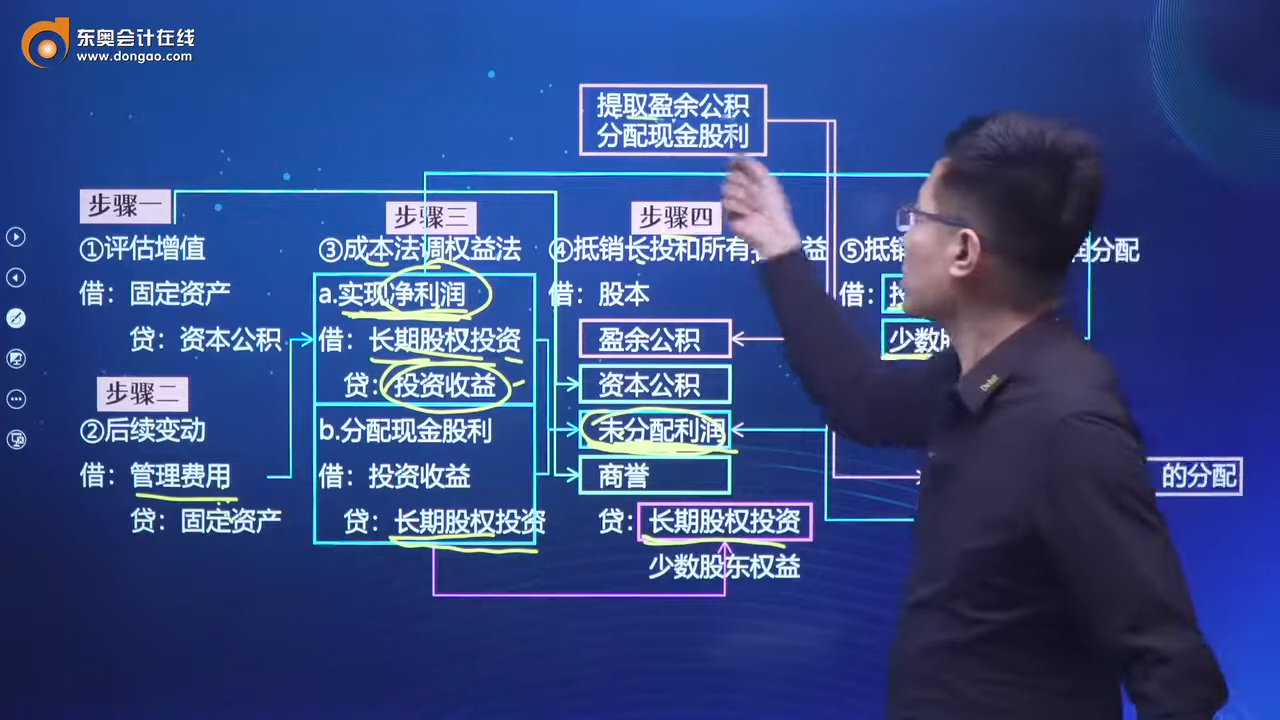 东奥会计在线
www.dongao.com
提取盈余公积
分配现金股利
步骤一
①评估增值
借：固定资产
贷：资本公积
步骤二
②后续变动
借：管理费用
贷：固定资产
步骤三
③成本法调权益法
a.实现净利润
借：长期股权投资
贷：投资收益
b.分配现金股利
借：投资收益
贷：长期股权投资
步骤四
④抵销长投和所有 益
借：股本
盈余公积
资本公积
未分配利润
商誉
贷：长期股权投资
少数股东权益
⑤抵 分配
借：
少数
的分配